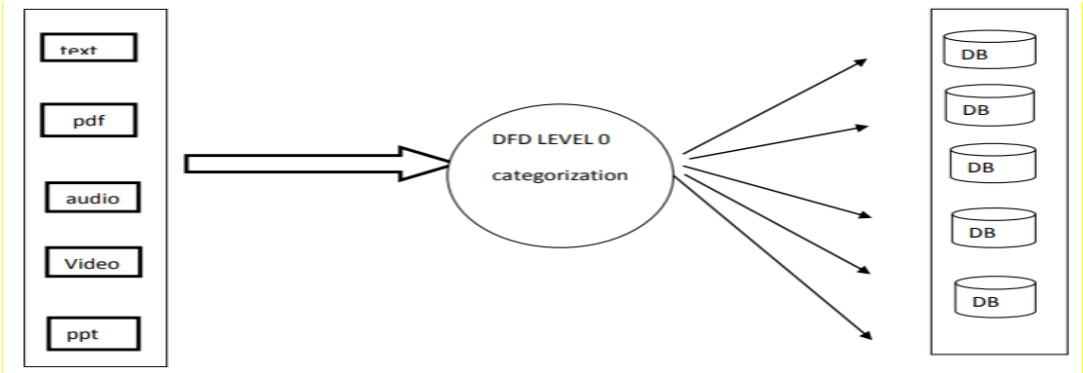 text
pdf
audio
Video
ppt
DFD LEVEL 0
categorization
DB
DB
DB
DB
DB